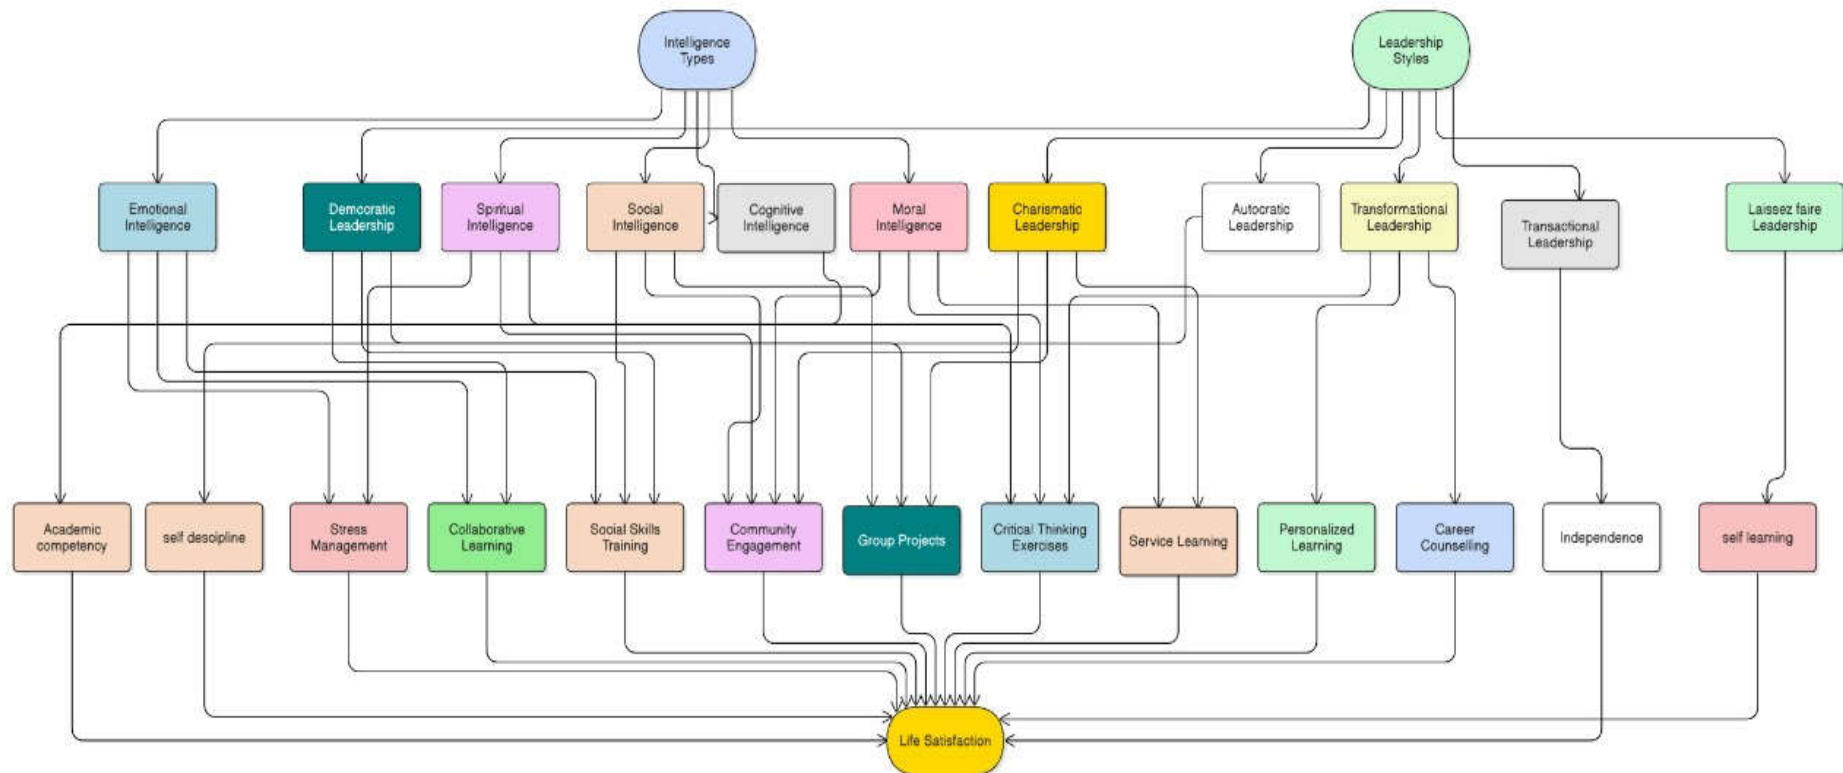 Intelligence
Types
Leadership
Styles
Emotional
Intelligence
Democratic
Leadership
Spiritual
Intelligence
Social
Intelligence
Cognitive
Intelligence
Moral
Intelligence
Charismatic
Leadership
Autocratic
Leadership
Transformational
Leadership
Transactional
Leadership
Laissez faire
Leadership
Academic
competency
self descipline
Stress
Management
Collaborative
Learning
Social Skills
Training
Community
Engagement
Group Projects
Critical Thinking
Exercises
Service Learning
Personalized
Learning
Career
Counselling
Independence
self learning
Life Satisfaction